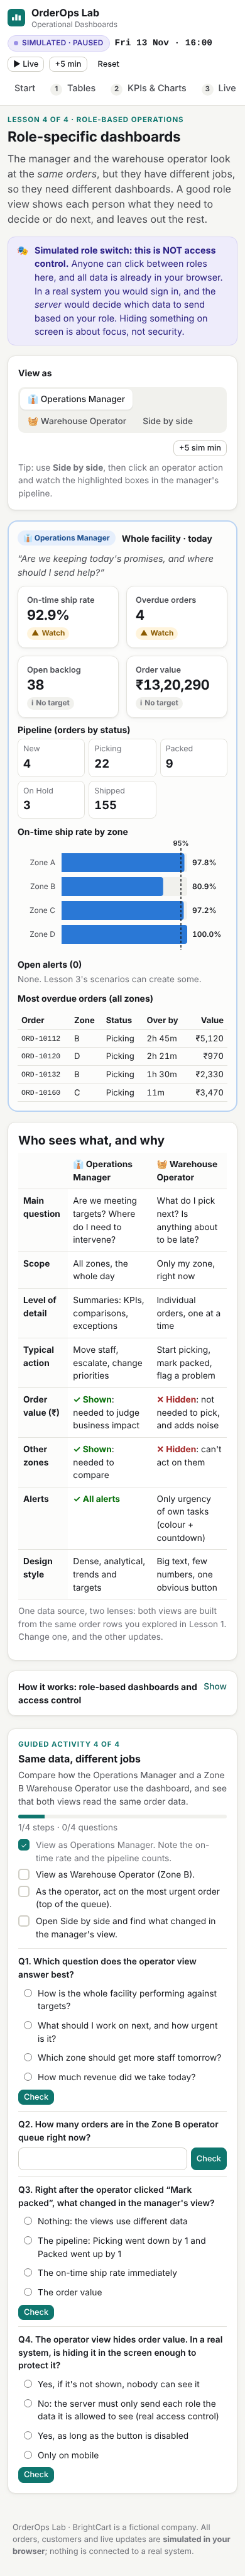 OrderOps Lab
Operational Dashboards
SIMULATED · PAUSED Fri 13 Nov · 16:00
▶ Live +5 min Reset
Start 1 Tables 2 KPIs & Charts 3 Live
LESSON 4 OF 4 · ROLE-BASED OPERATIONS
Role-specific dashboards
The manager and the warehouse operator look
at the same orders, but they have different jobs,
so they need different dashboards. A good role
view shows each person what they need to
decide or do next, and leaves out the rest.
Simulated role switch: this is NOT access
control. Anyone can click between roles
here, and all data is already in your browser.
In a real system you would sign in, and the
server would decide which data to send
based on your role. Hiding something on
screen is about focus, not security.
View as
Operations Manager
Warehouse Operator Side by side
+5 sim min
Tip: use Side by side, then click an operator action
and watch the highlighted boxes in the manager's
pipeline.
Operations Manager Whole facility · today
“Are we keeping today's promises, and where
should I send help?”
On-time ship rate
92.9%
▲ Watch
Overdue orders
4
▲ Watch
Open backlog
38
i No target
Order value
₹13,20,290
i No target
Pipeline (orders by status)
New
4
Picking
22
Packed
9
On Hold
3
Shipped
155
On-time ship rate by zone
95%
Zone A 97.8%
Zone B 80.9%
Zone C 97.2%
Zone D 100.0%
Open alerts (0)
None. Lesson 3's scenarios can create some.
Most overdue orders (all zones)
Order Zone Status Over by Value
ORD-10112 B Picking 2h 45m ₹5,120
ORD-10120 D Picking 2h 21m ₹970
ORD-10132 B Picking 1h 30m ₹2,330
ORD-10160 C Picking 11m ₹3,470
Who sees what, and why
Operations Manager
Warehouse Operator
Main question
Are we meeting targets? Where do I need to intervene?
What do I pick next? Is anything about to be late?
Scope
All zones, the whole day
Only my zone, right now
Level of detail
Summaries: KPIs, comparisons, exceptions
Individual orders, one at a time
Typical action
Move staff, escalate, change priorities
Start picking, mark packed, flag a problem
Order value (₹)
✓ Shown: needed to judge business impact
✕ Hidden: not needed to pick, and adds noise
Other zones
✓ Shown: needed to compare
✕ Hidden: can't act on them
Alerts
✓ All alerts
Only urgency of own tasks (colour + countdown)
Design style
Dense, analytical, trends and targets
Big text, few numbers, one obvious button
One data source, two lenses: both views are built
from the same order rows you explored in Lesson 1.
Change one, and the other updates.
How it works: role-based dashboards and access control
Show
GUIDED ACTIVITY 4 OF 4
Same data, different jobs
Compare how the Operations Manager and a Zone
B Warehouse Operator use the dashboard, and see
that both views read the same order data.
1/4 steps · 0/4 questions
View as Operations Manager. Note the on-
time rate and the pipeline counts.
View as Warehouse Operator (Zone B).
As the operator, act on the most urgent order
(top of the queue).
Open Side by side and find what changed in
the manager's view.
Q1. Which question does the operator view
answer best?
How is the whole facility performing against
targets?
What should I work on next, and how urgent
is it?
Which zone should get more staff tomorrow?
How much revenue did we take today?
Check
Q2. How many orders are in the Zone B operator
queue right now?
Check
Q3. Right after the operator clicked “Mark
packed”, what changed in the manager's view?
Nothing: the views use different data
The pipeline: Picking went down by 1 and
Packed went up by 1
The on-time ship rate immediately
The order value
Check
Q4. The operator view hides order value. In a real
system, is hiding it in the screen enough to
protect it?
Yes, if it's not shown, nobody can see it
No: the server must only send each role the
data it is allowed to see (real access control)
Yes, as long as the button is disabled
Only on mobile
Check
OrderOps Lab · BrightCart is a fictional company. All
orders, customers and live updates are simulated in your
browser; nothing is connected to a real system.